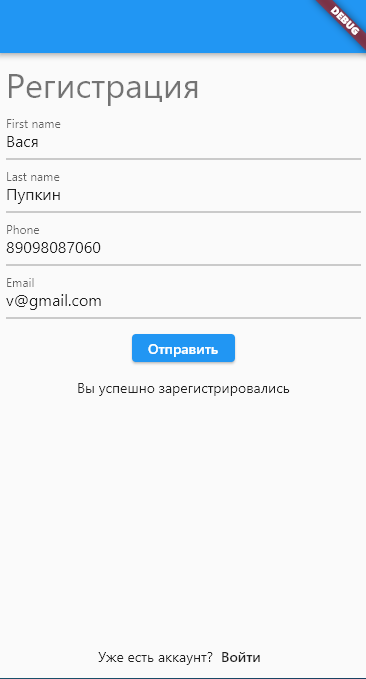 DEBUG
Регистрация
First name
Вася
Last name
Пупкин
Phone
89098087060
Email
v@gmail.com
Отправить
Вы успешно зарегистрировались
Уже есть аккаунт? Войти